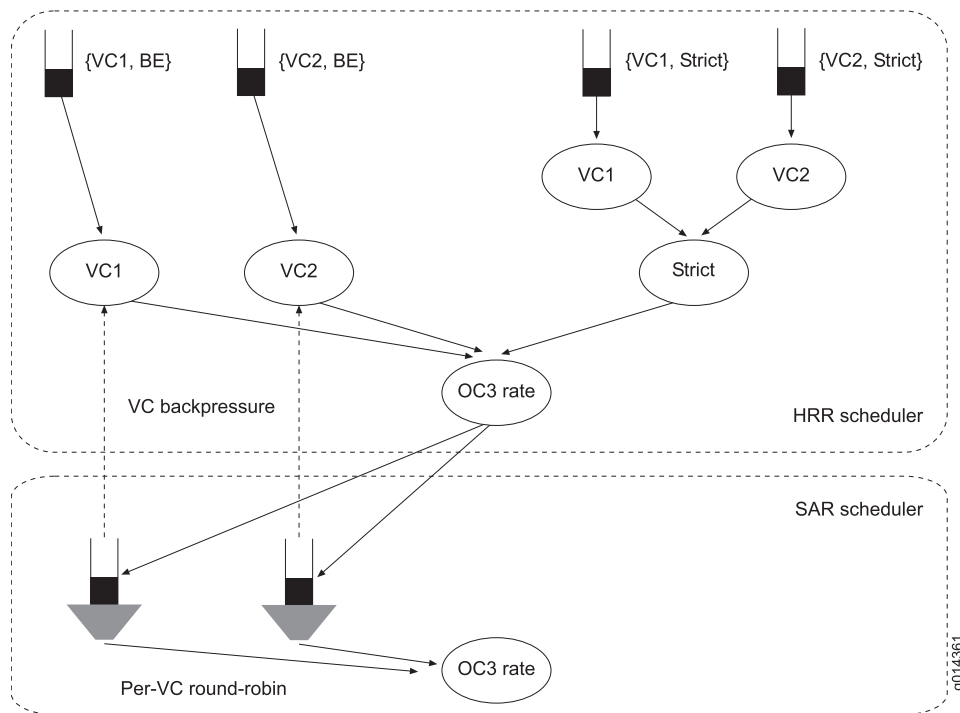 {VC1, BE}
{VC2, BE}
{VC1, Strict}
{VC2, Strict}
VC1
VC2
VC1
VC2
Strict
OC3 rate
VC backpressure
HRR scheduler
SAR scheduler
OC3 rate
Per-VC round-robin
g014361